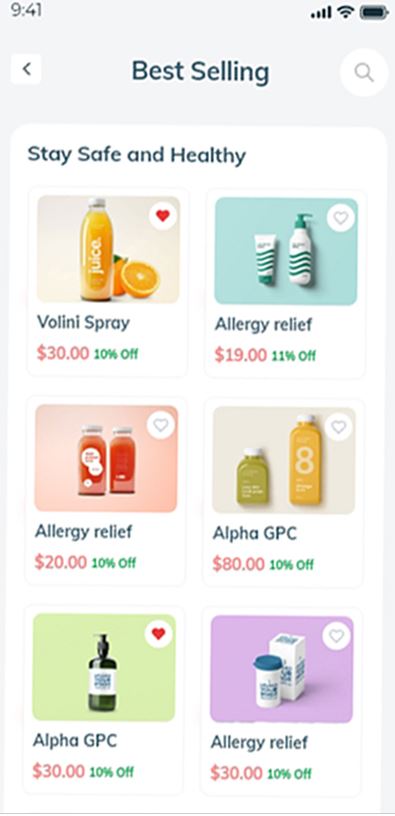 9:41
Best Selling
Stay Safe and Healthy
juice.
Volini Spray
$30.00 10% Off
Allergy relief
$19.00 11% Off
Allergy relief
$20.00 10% Off
8
Alpha GPC
$80.00 10% Off
Alpha GPC
$30.00 10% Off
Allergy relief
$30.00 10% Off